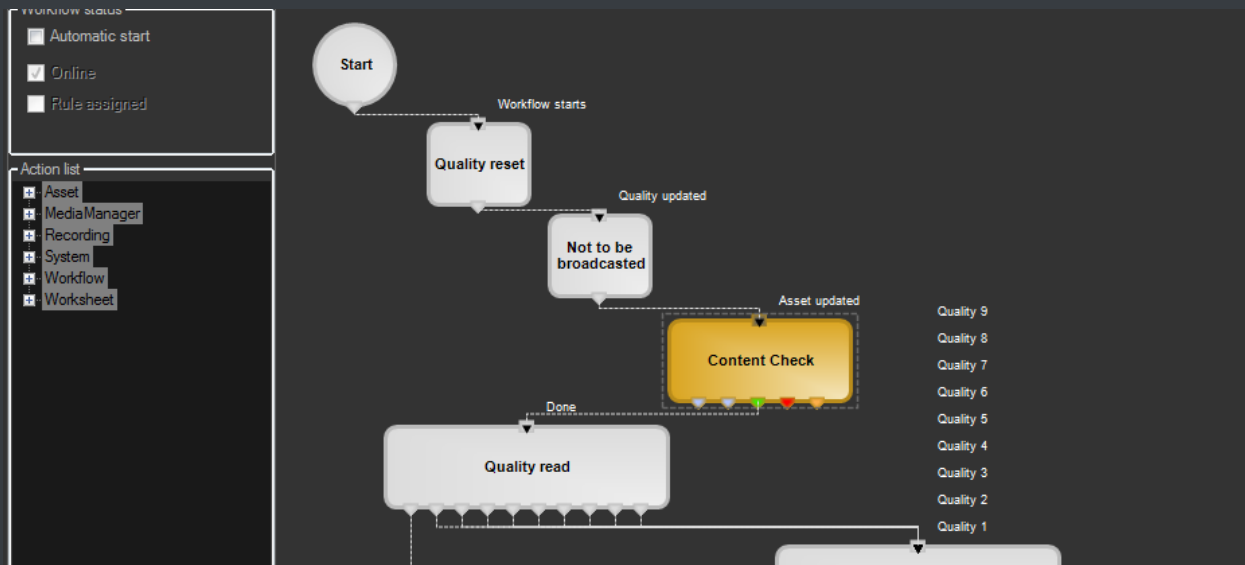 Workflow status
Automatic start
Online
Rule assigned
Action list
Asset
MediaManager
Recording
System
Workflow
Worksheet
Start
Workflow starts
Quality reset
Quality updated
Not to be
broadcasted
Asset updated
Content Check
Done
Quality read
Quality 9
Quality 8
Quality 7
Quality 6
Quality 5
Quality 4
Quality 3
Quality 2
Quality 1